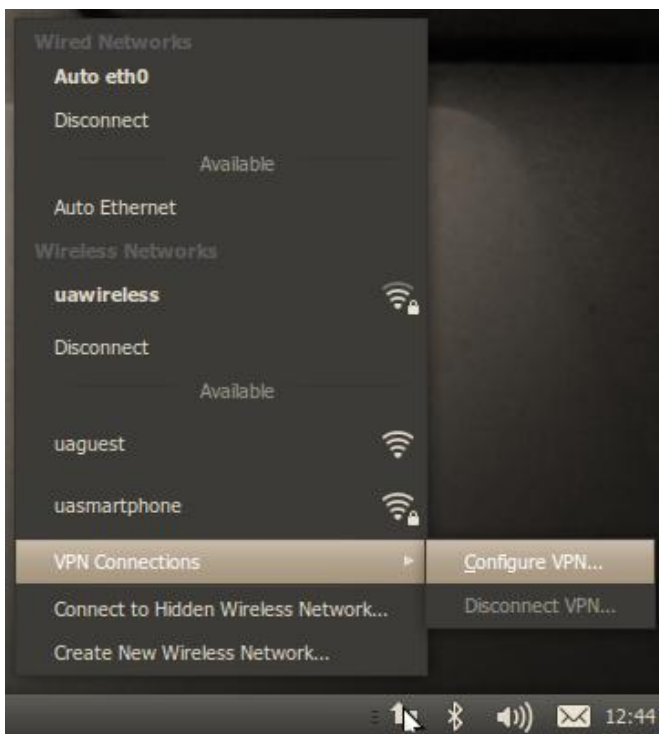 Wired Networks
Auto eth0
Disconnect
Available
Auto Ethernet
Wireless Networks
uawireless
Disconnect
Available
uaguest
uasmartphone
VPN Connections
Configure VPN...
Disconnect VPN...
Connect to Hidden Wireless Network...
Create New Wireless Network...
12:44